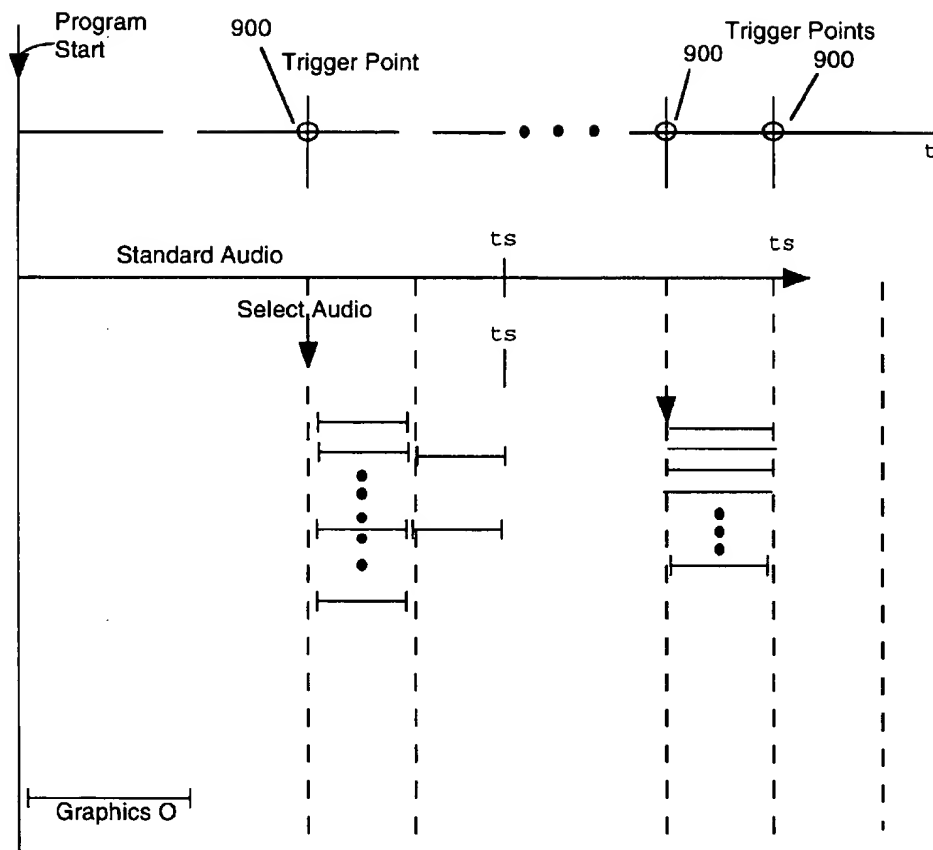 Program
Start
900
Trigger Point
Trigger Points
900
900
t
Standard Audio
ts
ts
Select Audio
ts
Graphics O